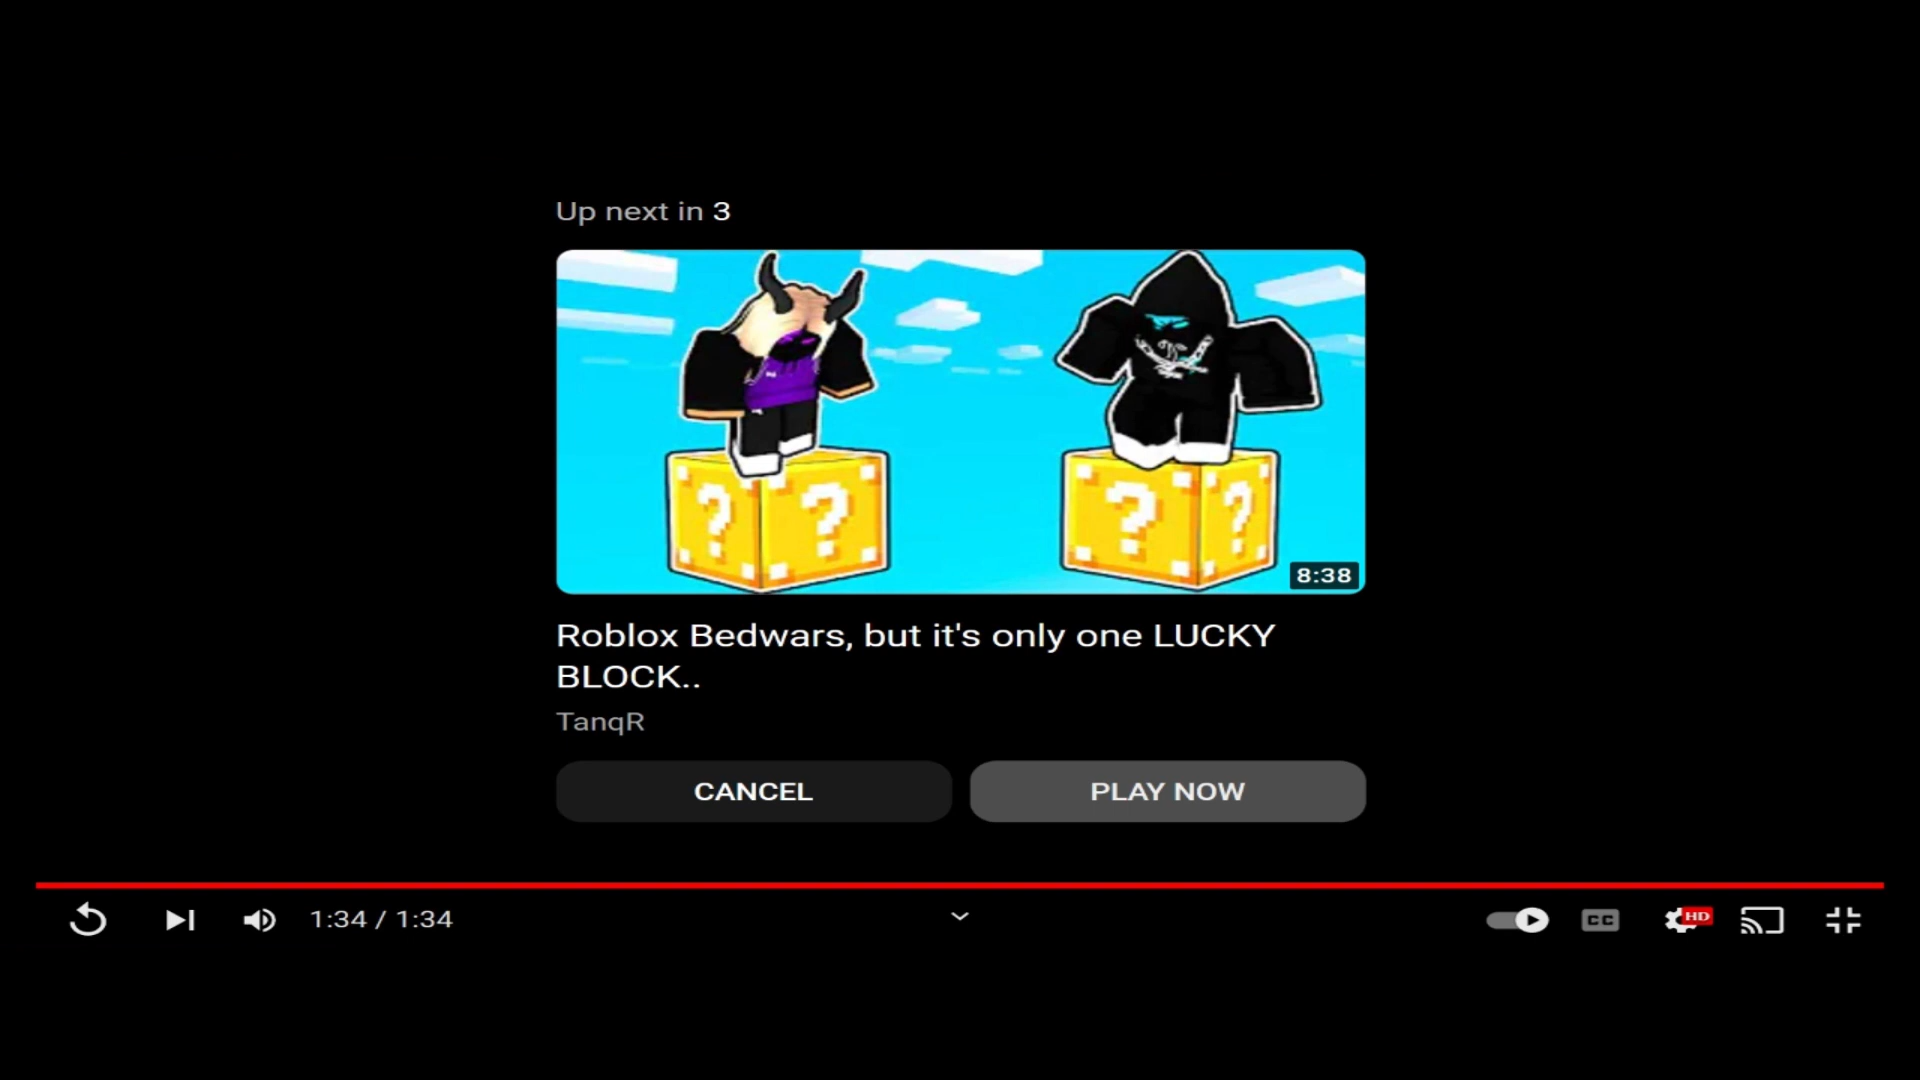 Up next in 3
? ? ? ?
8:38
Roblox Bedwars, but it's only one LUCKY
BLOCK..
TanqR
CANCEL PLAY NOW
1:34 / 1:34 CC HD